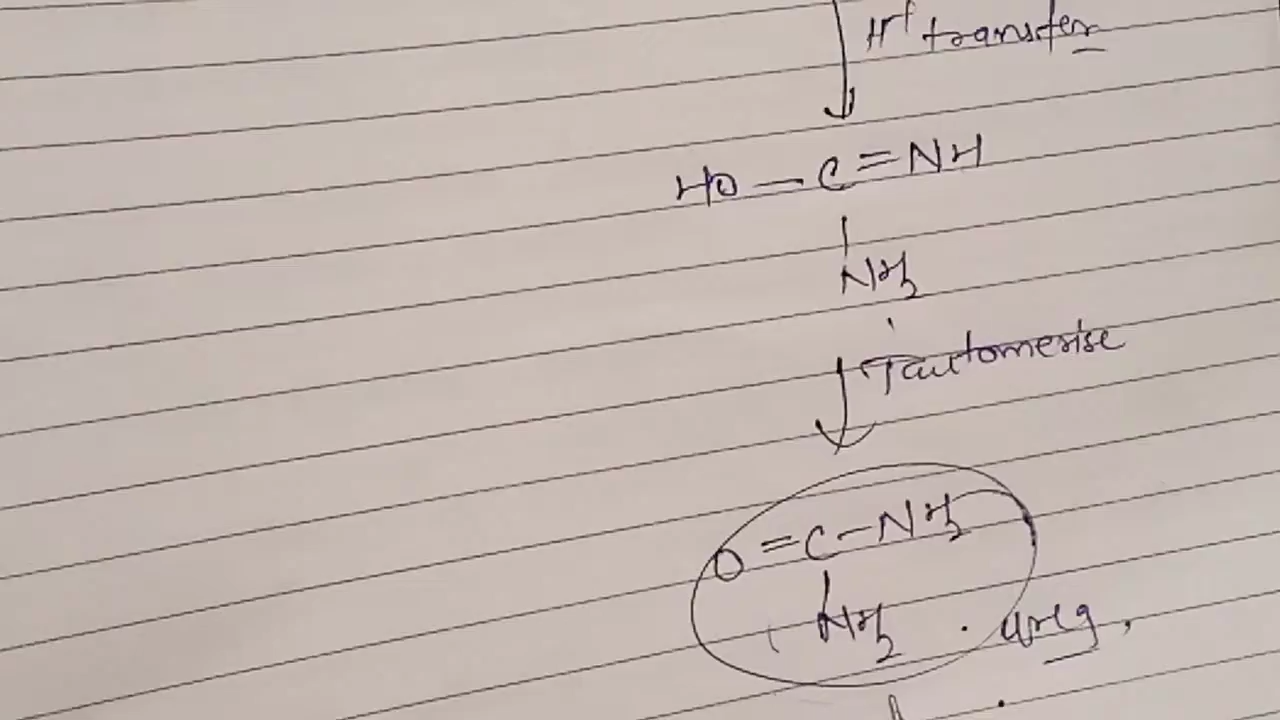 H⁺ transfer
HO — C = NH
|
NH₂
Tautomerise
O = C — NH₂
|
NH₂ . urea,